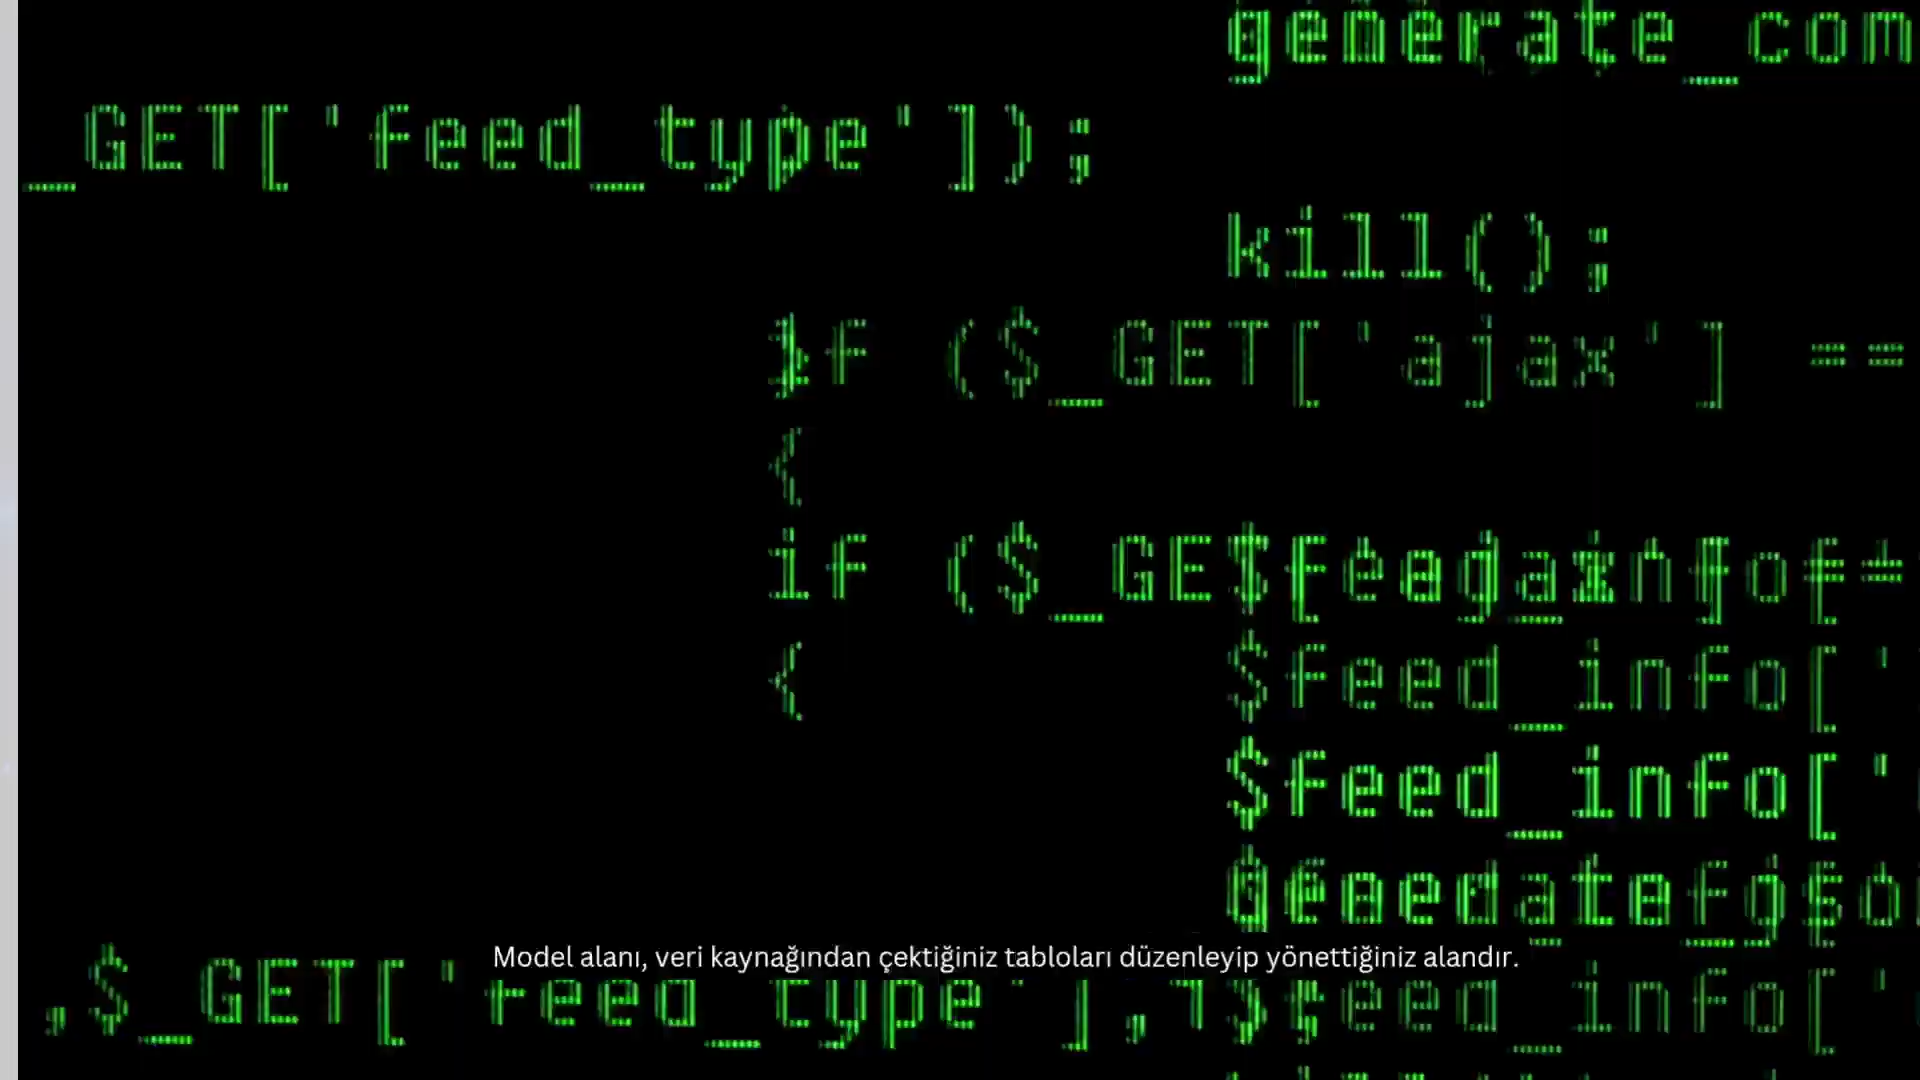 generate_com
_GET['feed_type']);
kill();
if ($_GET['ajax'] ==
{
if ($_GE
{
$feed_info['
$feed_info['
Model alanı, veri kaynağından çektiğiniz tabloları düzenleyip yönettiğiniz alandır.
,$_GET['feed_type'],
$feed_info['